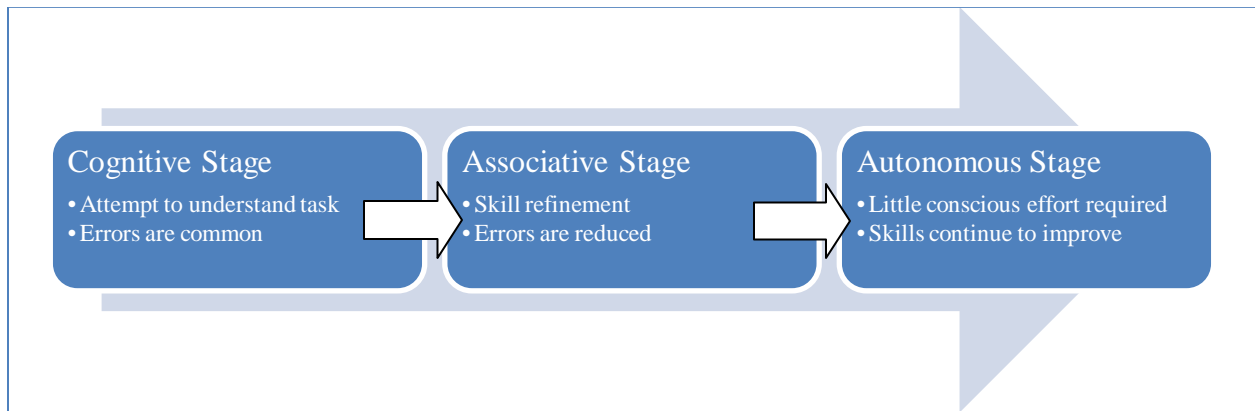 Cognitive Stage
• Attempt to understand task
• Errors are common
Associative Stage
• Skill refinement
• Errors are reduced
Autonomous Stage
• Little conscious effort required
• Skills continue to improve